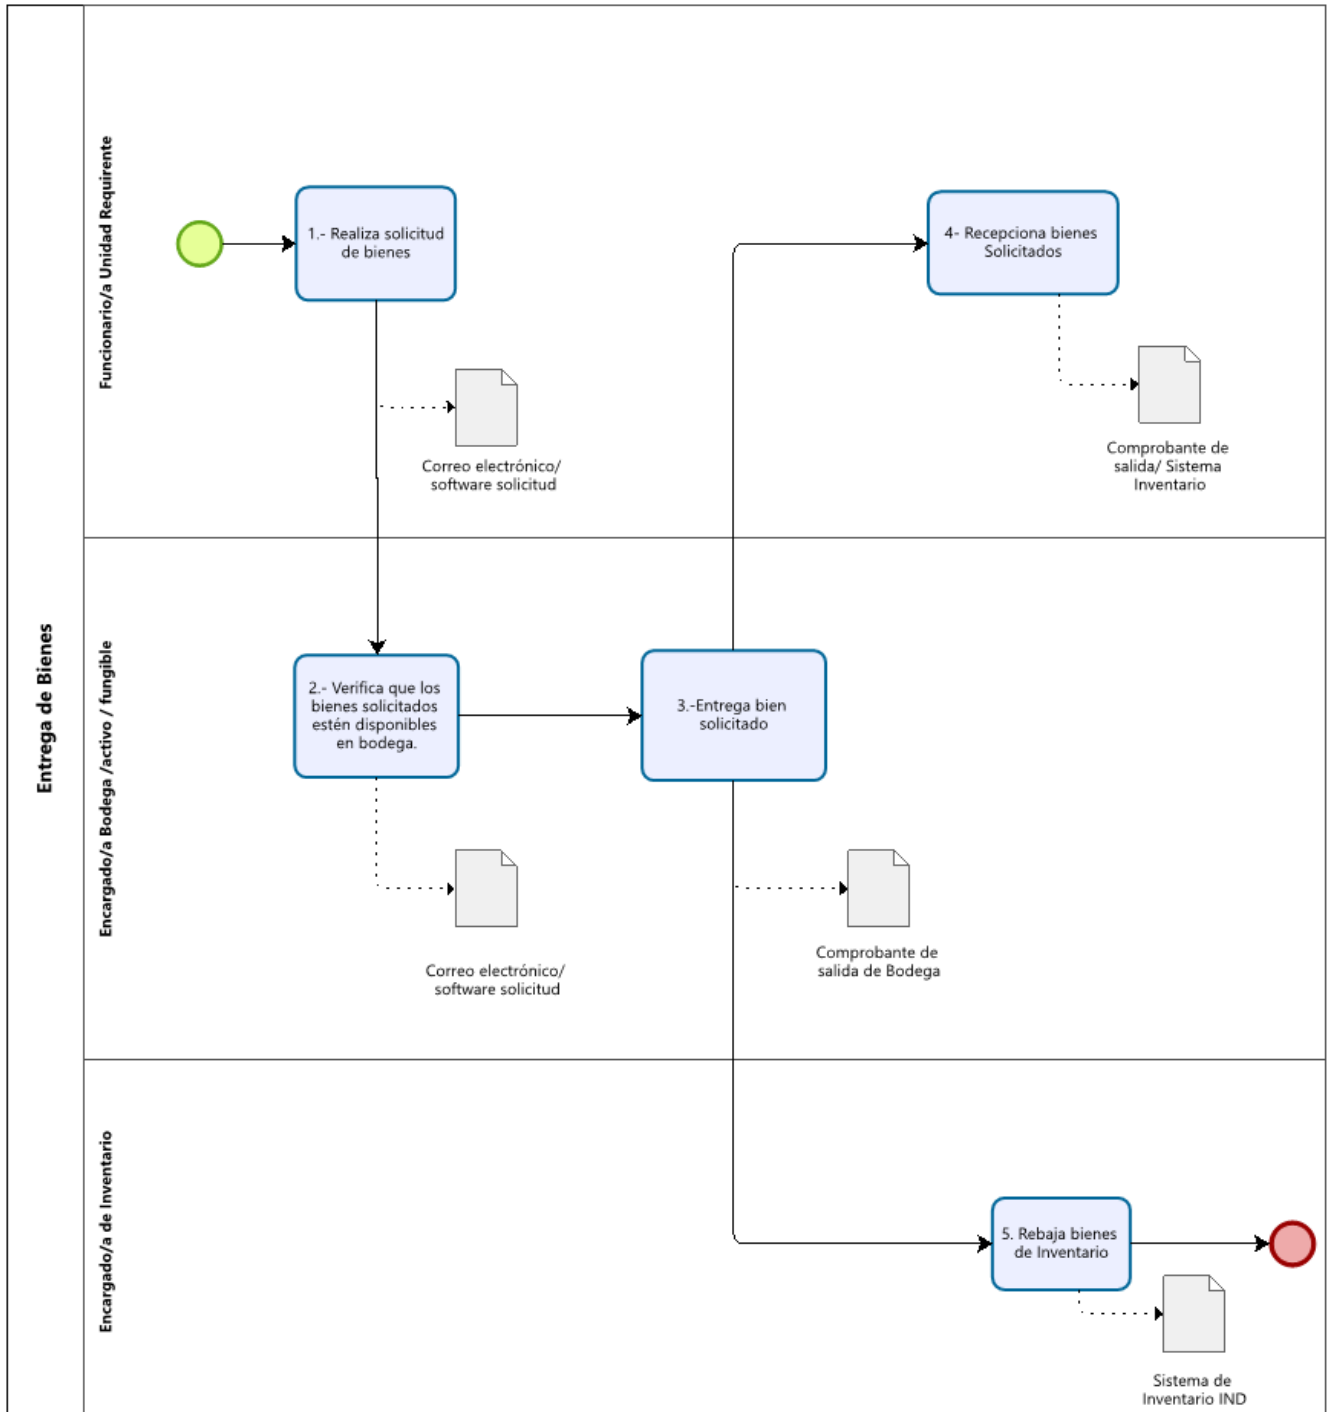 Entrega de Bienes
Funcionario/a Unidad Requirente
1.- Realiza solicitud
de bienes
Correo electrónico/
software solicitud
4- Recepciona bienes
Solicitados
Comprobante de
salida/ Sistema
Inventario
Encargado/a Bodega /activo / fungible
2.- Verifica que los
bienes solicitados
estén disponibles
en bodega.
Correo electrónico/
software solicitud
3.-Entrega bien
solicitado
Comprobante de
salida de Bodega
Encargado/a de Inventario
5. Rebaja bienes
de Inventario
Sistema de
Inventario IND